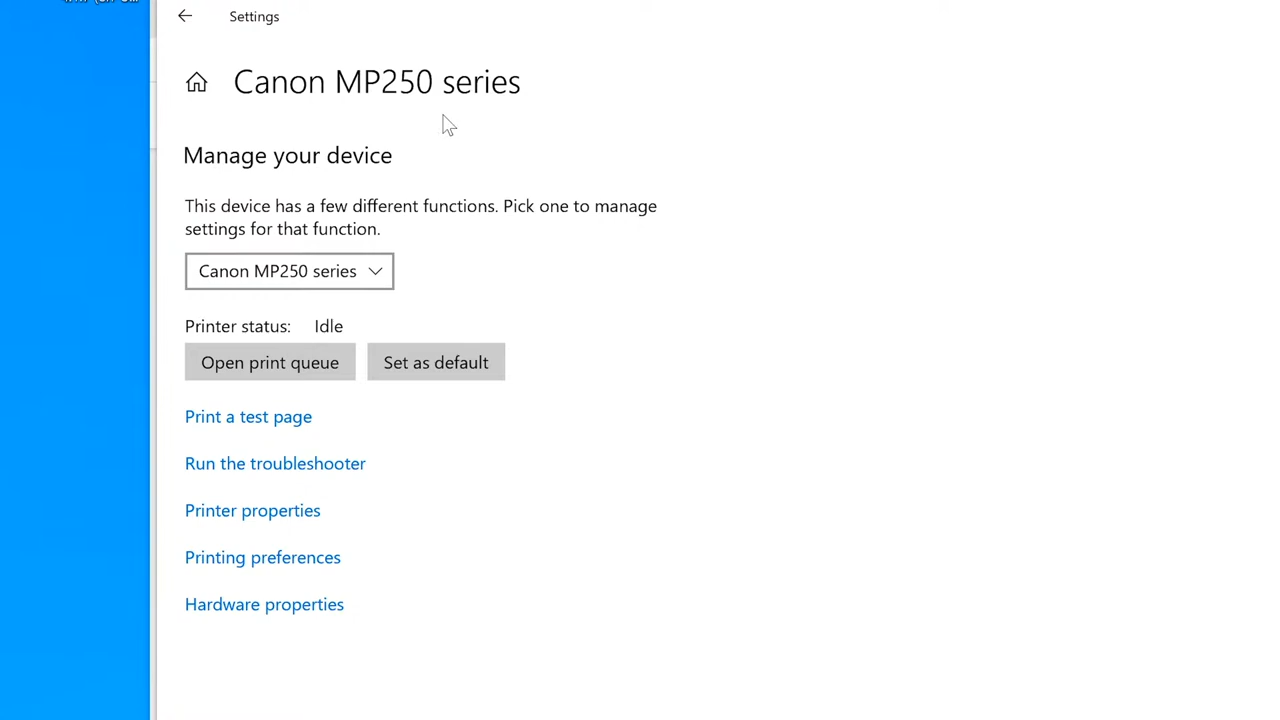 Settings
Canon MP250 series
Manage your device
This device has a few different functions. Pick one to manage
settings for that function.
Canon MP250 series
Printer status: Idle
Open print queue Set as default
Print a test page
Run the troubleshooter
Printer properties
Printing preferences
Hardware properties